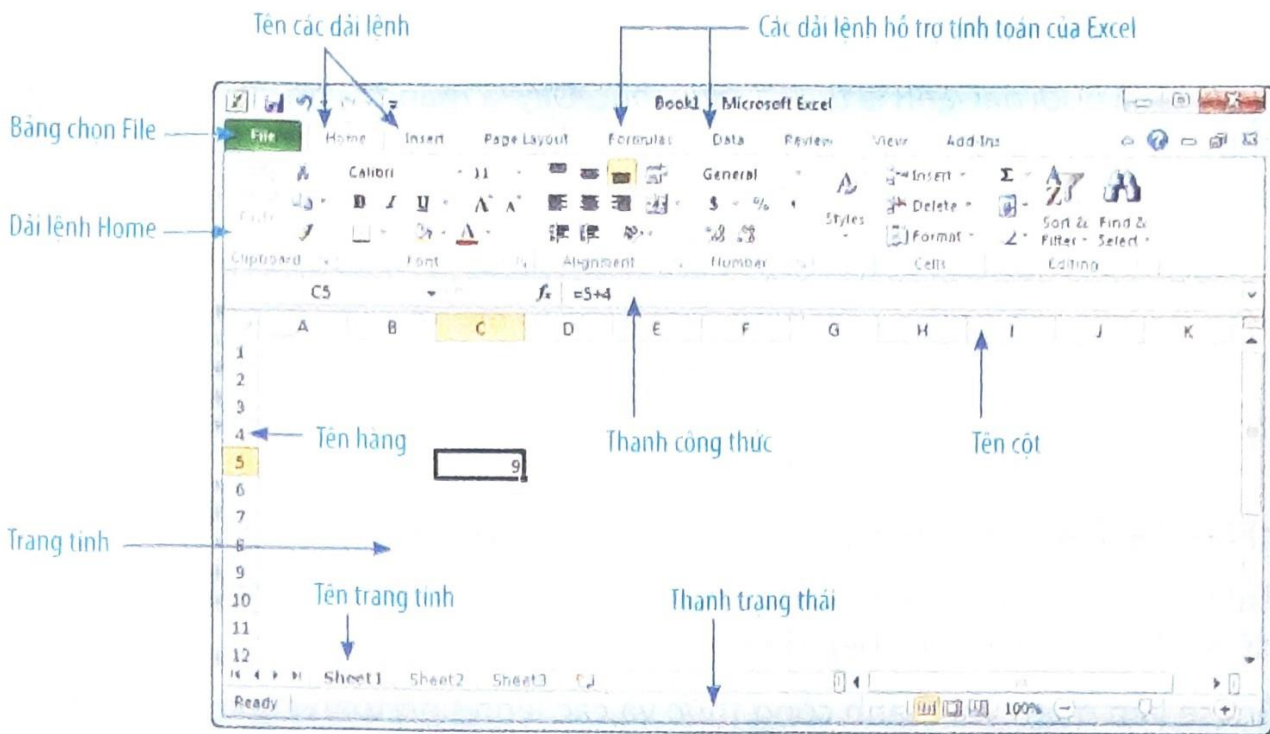 Tên các dải lệnh
Các dải lệnh hỗ trợ tính toán của Excel
Book1 - Microsoft Excel
Bảng chọn File
File Home Insert Page Layout Formulas Data Review View Add-Ins
Calibri 11 General Insert Σ
B I U A A $ % Delete
Styles Sort & Find &
Format Filter Select
Dải lệnh Home
Clipboard Font Alignment Number Cells Editing
C5 fx =5+4
A B C D E F G H I J K
1
2
3
4 Tên hàng Thanh công thức Tên cột
5 9
6
7
Trang tính 8
9
10 Tên trang tính Thanh trạng thái
11
12
Sheet1 Sheet2 Sheet3
Ready 100%